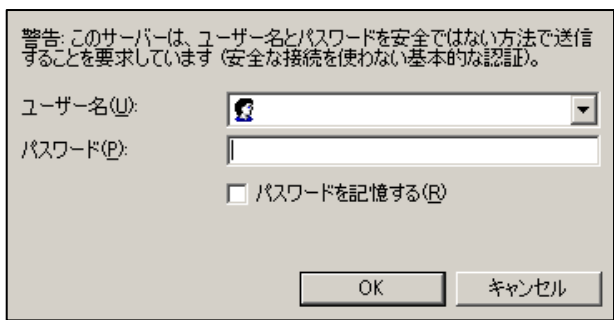 警告: このサーバーは、ユーザー名とパスワードを安全ではない方法で送信
することを要求しています (安全な接続を使わない基本的な認証)。
ユーザー名(U):
パスワード(P):
パスワードを記憶する(R)
OK キャンセル